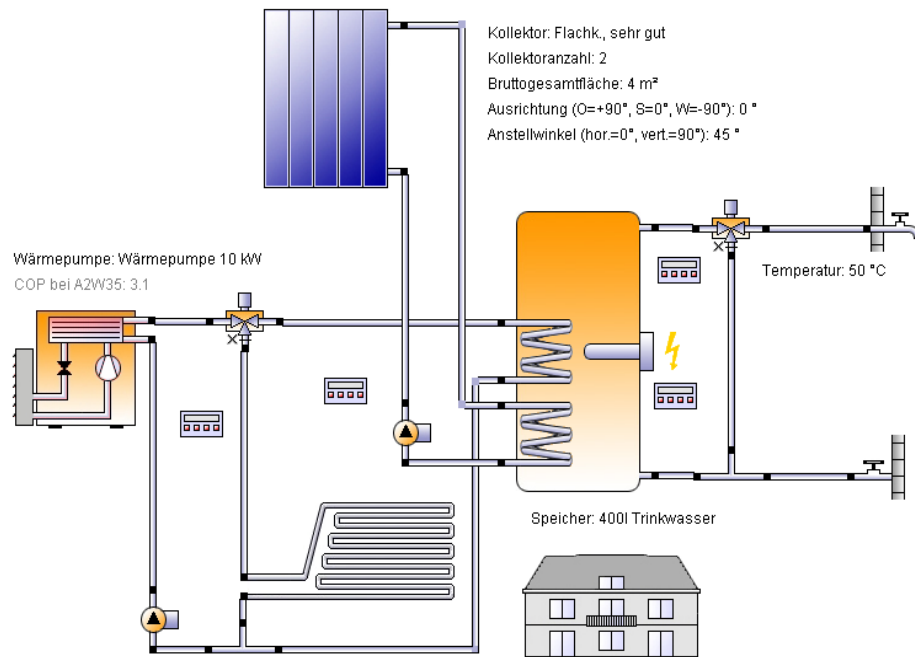 Kollektor: Flachk., sehr gut
Kollektoranzahl: 2
Bruttogesamtfläche: 4 m²
Ausrichtung (O=+90°, S=0°, W=-90°): 0 °
Anstellwinkel (hor.=0°, vert.=90°): 45 °
Wärmepumpe: Wärmepumpe 10 kW
COP bei A2W35: 3.1
Temperatur: 50 °C
Speicher: 400l Trinkwasser